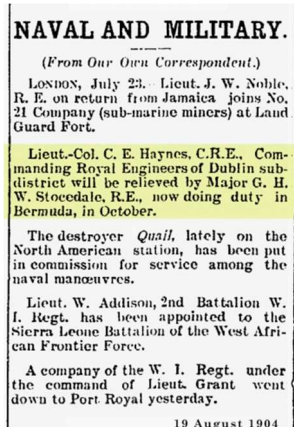 NAVAL AND MILITARY.
(From Our Own Correspondent.)
LONDON, July 23. Lieut. J. W. Noble,
R. E. on return from Jamaica joins No.
21 Company (sub-marine miners) at Land
Guard Fort.
Lieut.-Col. C. E. Haynes, C.R.E., Com-
manding Royal Engineers of Dublin sub-
district will be relieved by Major G. H.
W. Stocedale, R.E., now doing duty in
Bermuda, in October.
The destroyer Quail, lately on the
North American station, has been put
in commission for service among the
naval manœuvres.
Lieut. W. Addison, 2nd Battalion W.
I. Regt. has been appointed to the
Sierra Leone Battalion of the West Afri-
can Frontier Force.
A company of the W. I. Regt. under
the command of Lieut. Grant went
down to Port Royal yesterday.
19 August 1904